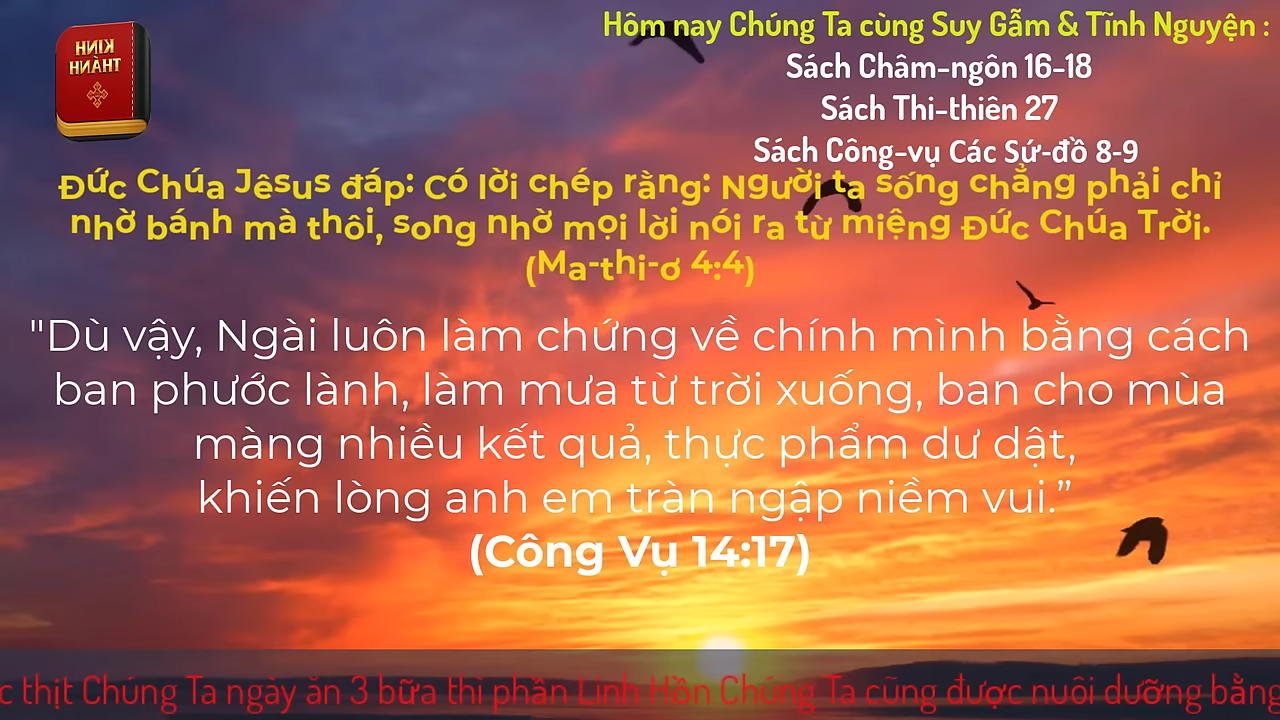 KINH
THÀNH
Hôm nay Chúng Ta cùng Suy Gẫm & Tĩnh Nguyện :
Sách Châm-ngôn 16-18
Sách Thi-thiên 27
Sách Công-vụ Các Sứ-đồ 8-9
Đức Chúa Jêsus đáp: Có lời chép rằng: Người ta sống chẳng phải chỉ
nhờ bánh mà thôi, song nhờ mọi lời nói ra từ miệng Đức Chúa Trời.
(Ma-thi-ơ 4:4)
"Dù vậy, Ngài luôn làm chứng về chính mình bằng cách
ban phước lành, làm mưa từ trời xuống, ban cho mùa
màng nhiều kết quả, thực phẩm dư dật,
khiến lòng anh em tràn ngập niềm vui.”
(Công Vụ 14:17)
c thịt Chúng Ta ngày ăn 3 bữa thì phần Linh Hồn Chúng Ta cũng được nuôi dưỡng bằng